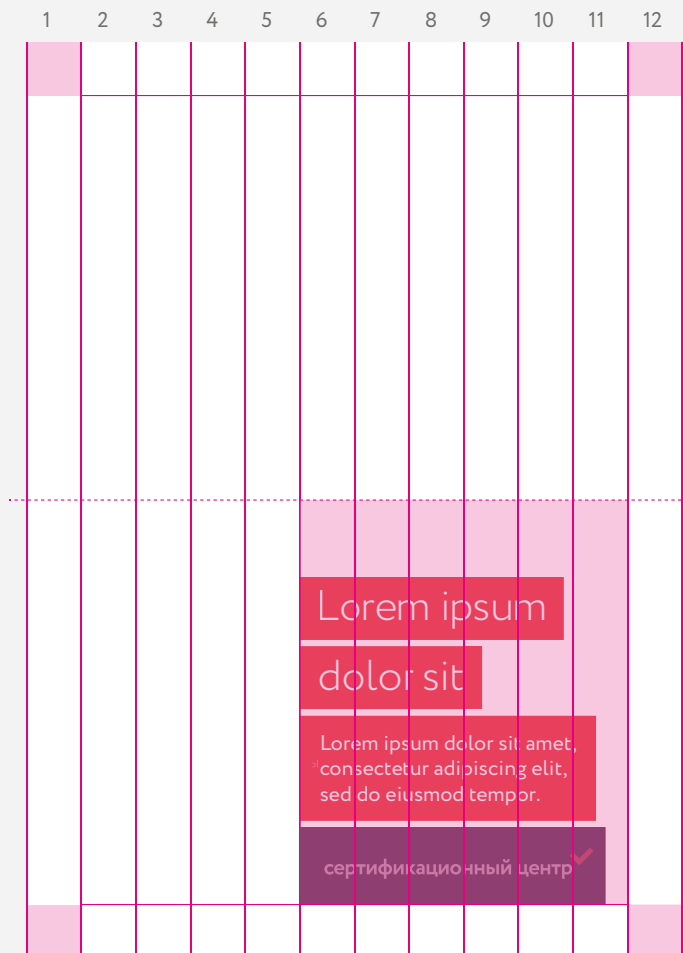 1 2 3 4 5 6 7 8 9 10 11 12
Lorem ipsum
dolor sit
Lorem ipsum dolor sit amet,
consectetur adipiscing elit,
sed do eiusmod tempor.
сертификационный центр